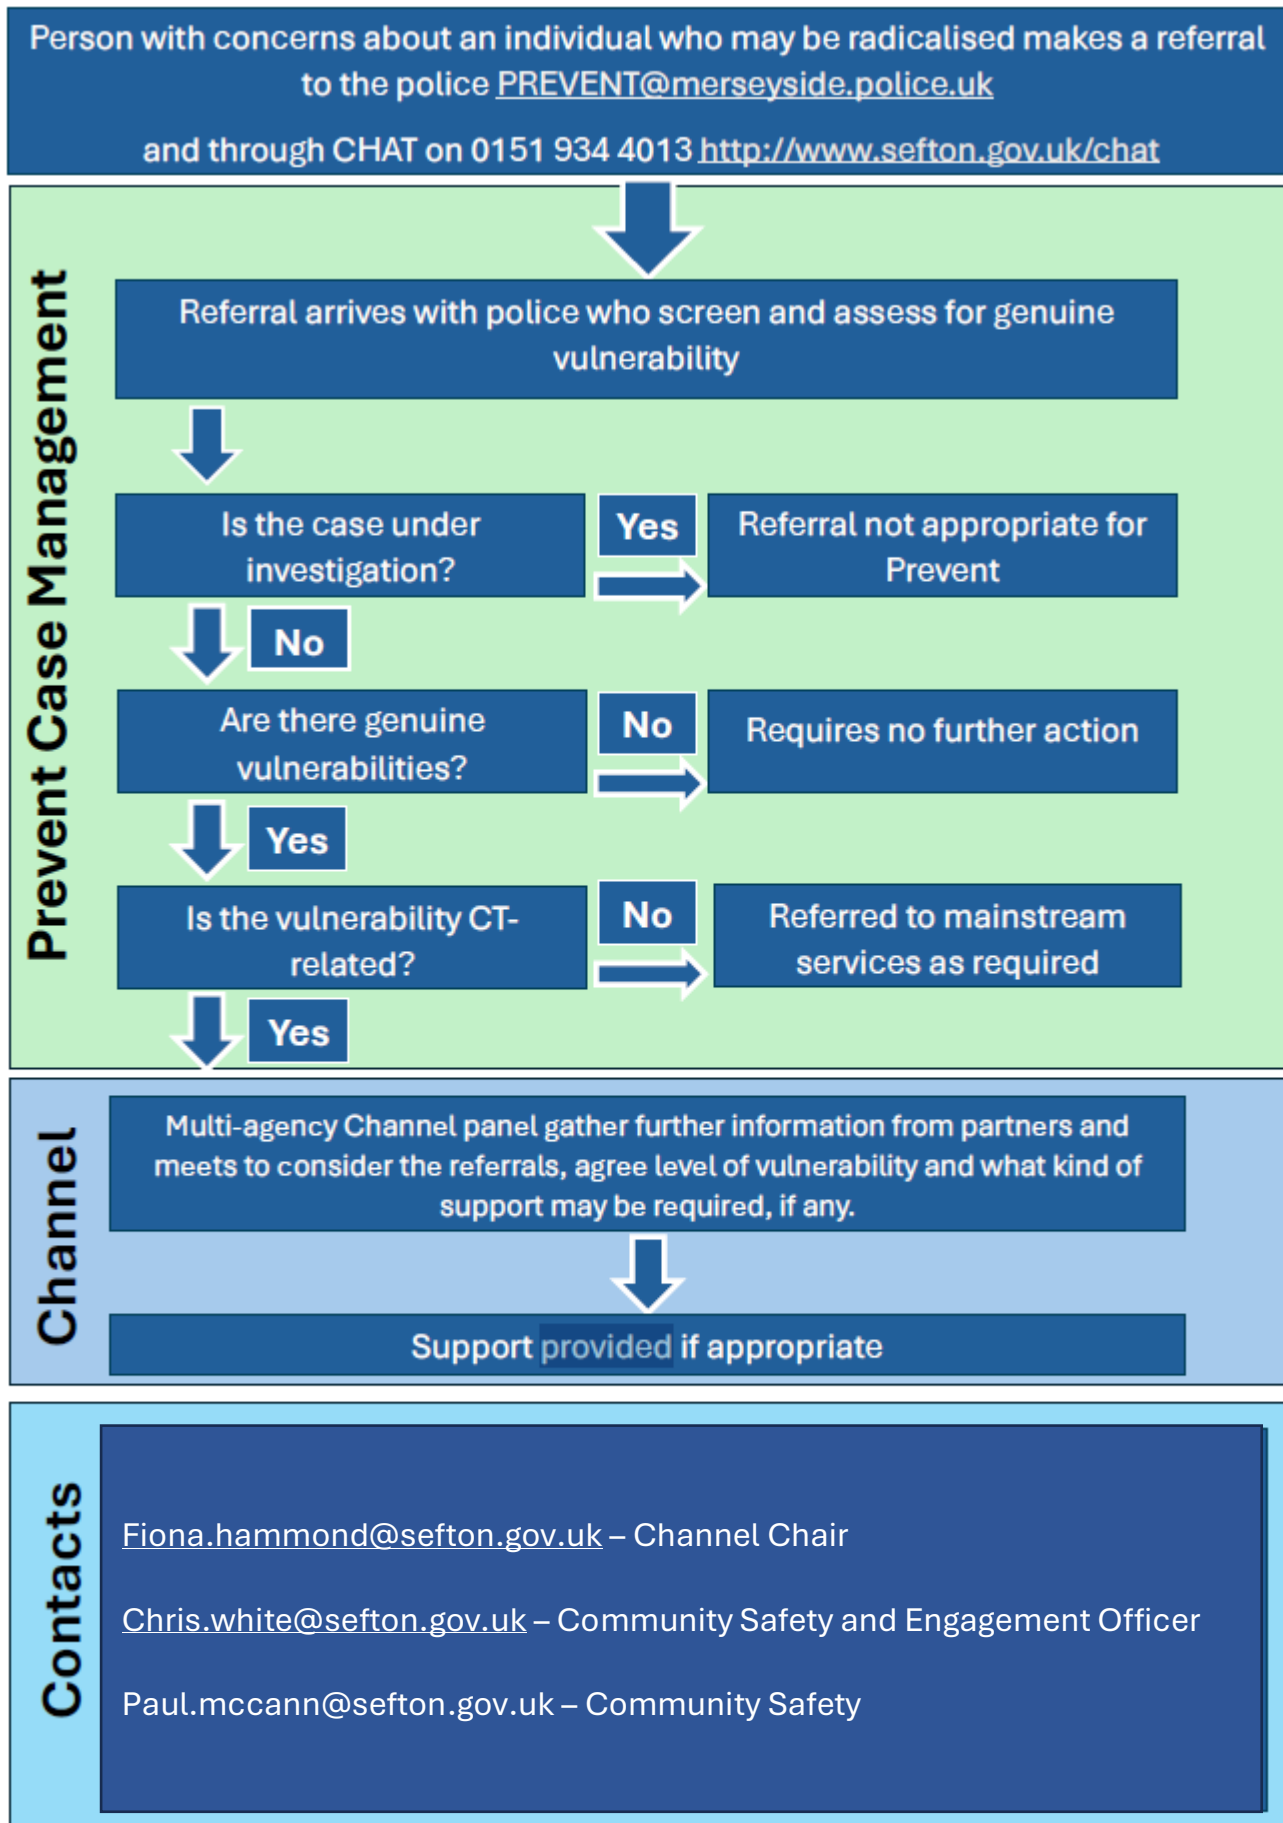 Person with concerns about an individual who may be radicalised makes a referral
to the police PREVENT@merseyside.police.uk
and through CHAT on 0151 934 4013 http://www.sefton.gov.uk/chat
Prevent Case Management
Referral arrives with police who screen and assess for genuine
vulnerability
Is the case under
investigation?
Yes
Referral not appropriate for
Prevent
No
Are there genuine
vulnerabilities?
No
Requires no further action
Yes
Is the vulnerability CT-
related?
No
Referred to mainstream
services as required
Yes
Channel
Multi-agency Channel panel gather further information from partners and
meets to consider the referrals, agree level of vulnerability and what kind of
support may be required, if any.
Support provided if appropriate
Contacts
Fiona.hammond@sefton.gov.uk – Channel Chair
Chris.white@sefton.gov.uk – Community Safety and Engagement Officer
Paul.mccann@sefton.gov.uk – Community Safety